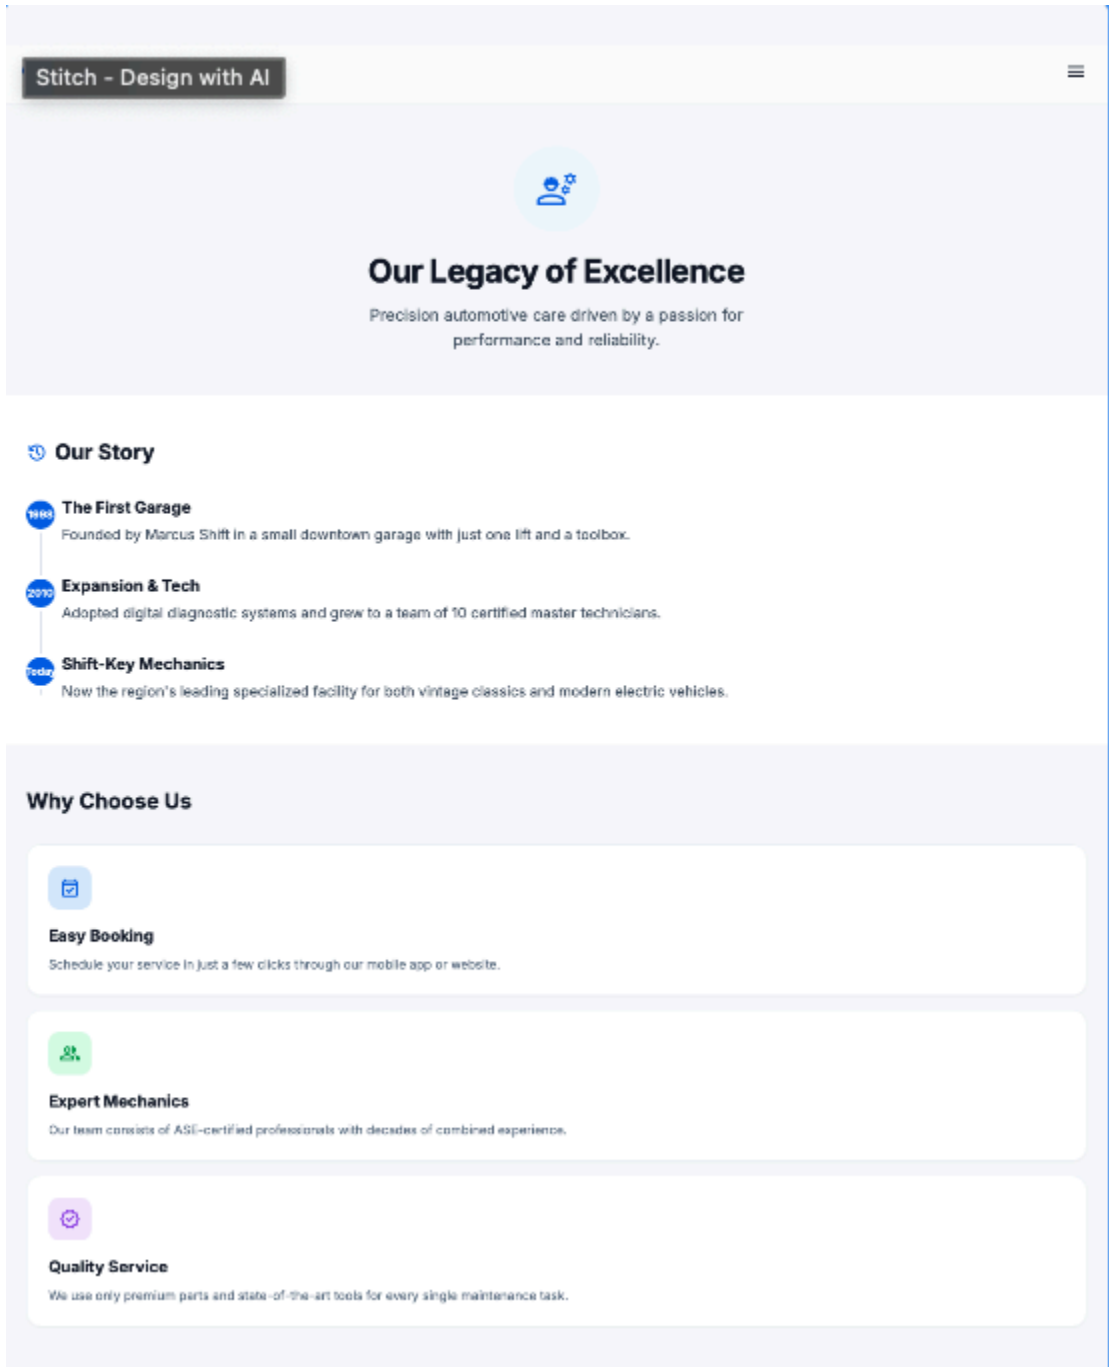 Stitch - Design with AI
Our Legacy of Excellence
Precision automotive care driven by a passion for
performance and reliability.
Our Story
The First Garage
Founded by Marcus Shift in a small downtown garage with just one lift and a toolbox.
2010
Expansion & Tech
Adopted digital diagnostic systems and grew to a team of 10 certified master technicians.
Today
Shift-Key Mechanics
Now the region's leading specialized facility for both vintage classics and modern electric vehicles.
Why Choose Us
Easy Booking
Schedule your service in just a few clicks through our mobile app or website.
Expert Mechanics
Our team consists of ASE-certified professionals with decades of combined experience.
Quality Service
We use only premium parts and state-of-the-art tools for every single maintenance task.